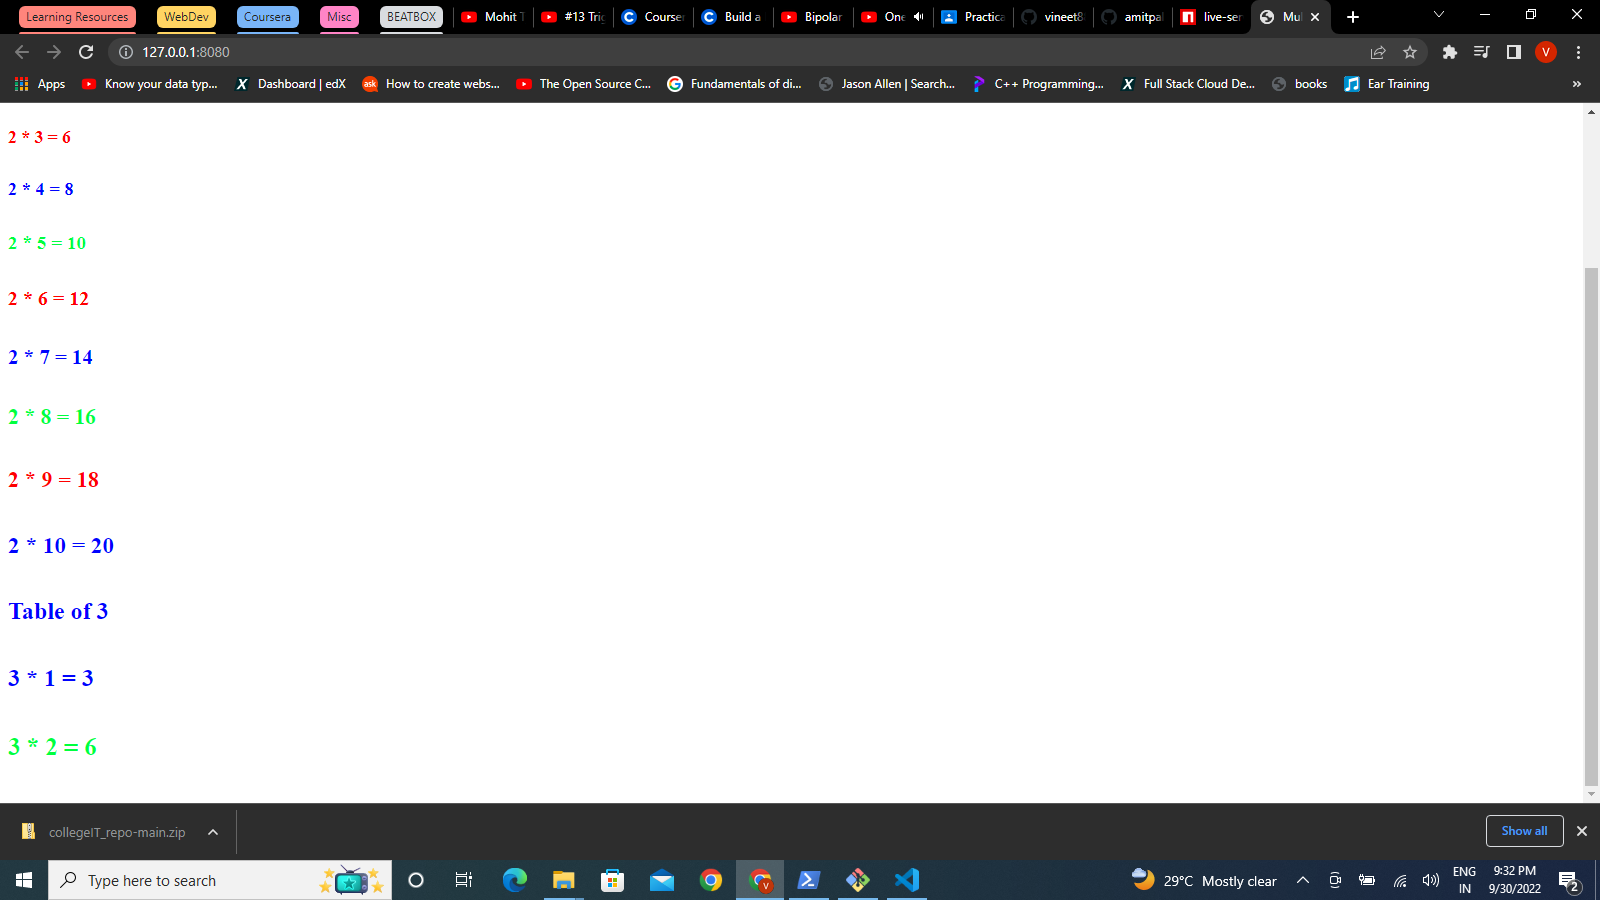 Learning Resources WebDev Coursera Misc BEATBOX Mohit #13 Trig Courser Build a Bipolar One Practica vineet8 amitpal live-ser Mul
127.0.0.1:8080
Apps Know your data typ... Dashboard | edX How to create webs... The Open Source C... Fundamentals of di... Jason Allen | Search... C++ Programming... Full Stack Cloud De... books Ear Training
2 * 3 = 6
2 * 4 = 8
2 * 5 = 10
2 * 6 = 12
2 * 7 = 14
2 * 8 = 16
2 * 9 = 18
2 * 10 = 20
Table of 3
3 * 1 = 3
3 * 2 = 6
collegeIT_repo-main.zip Show all
Type here to search 29°C Mostly clear ENG IN 9:32 PM 9/30/2022 2